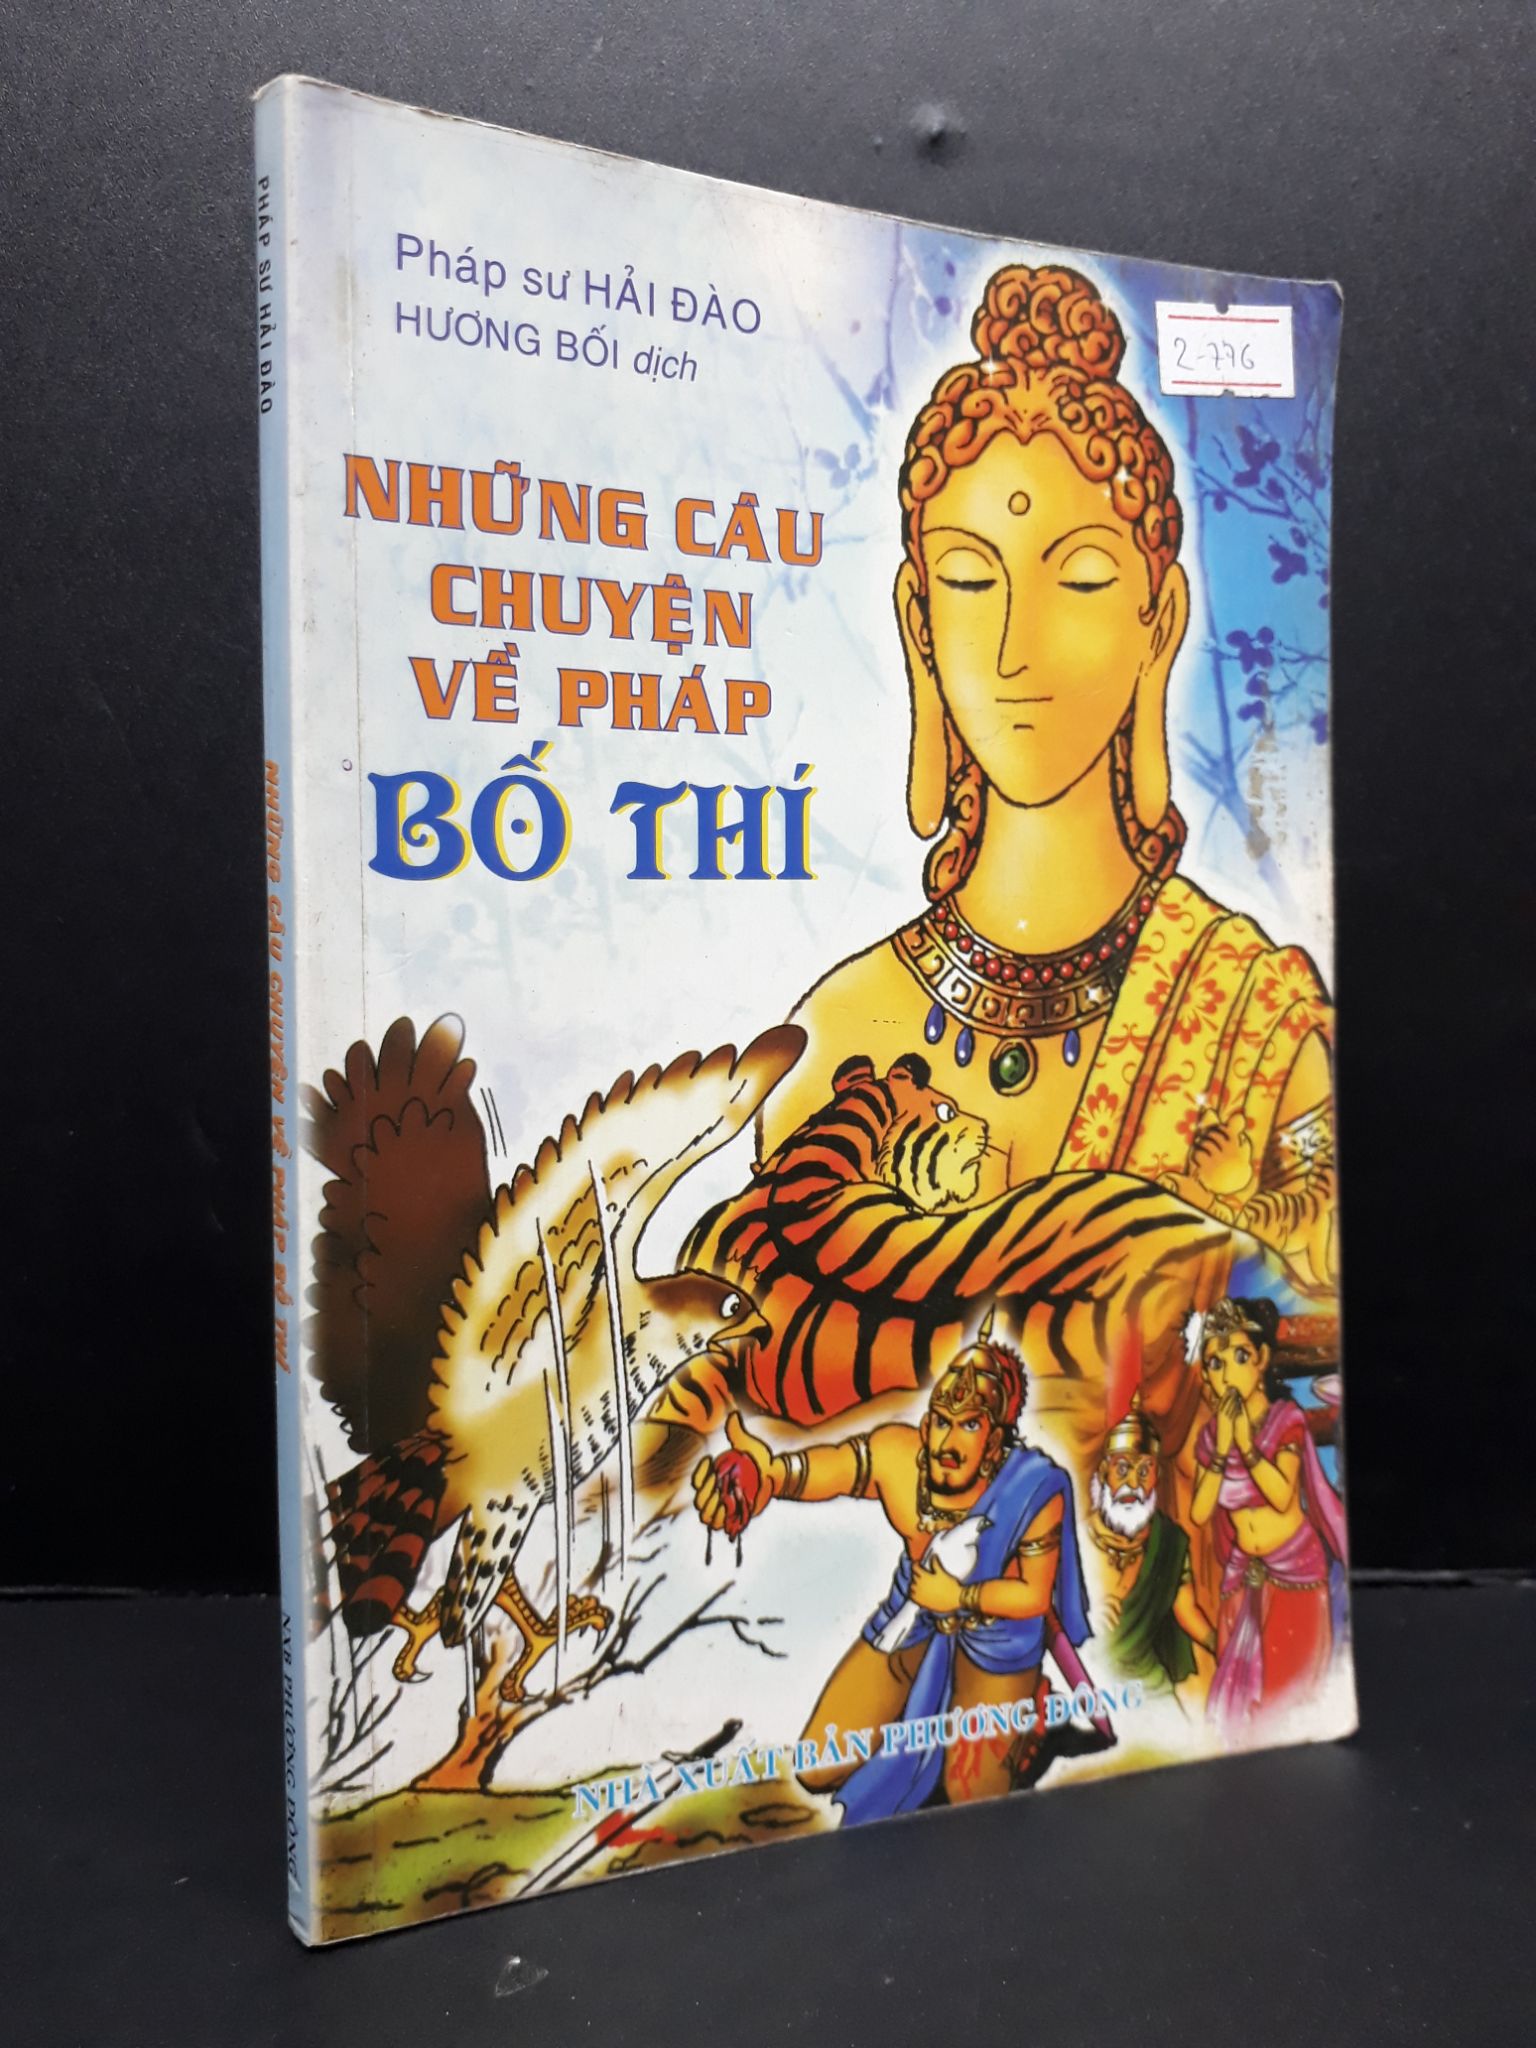 Pháp sư HẢI ĐÀO
HƯƠNG BỐI dịch
2-776
NHỮNG CÂU
CHUYỆN
VỀ PHÁP
BỐ THÍ
NHÀ XUẤT BẢN PHƯƠNG ĐÔNG
PHÁP SƯ HẢI ĐÀO
NHỮNG CÂU CHUYỆN VỀ PHÁP BỐ THÍ
NXB PHƯƠNG ĐÔNG